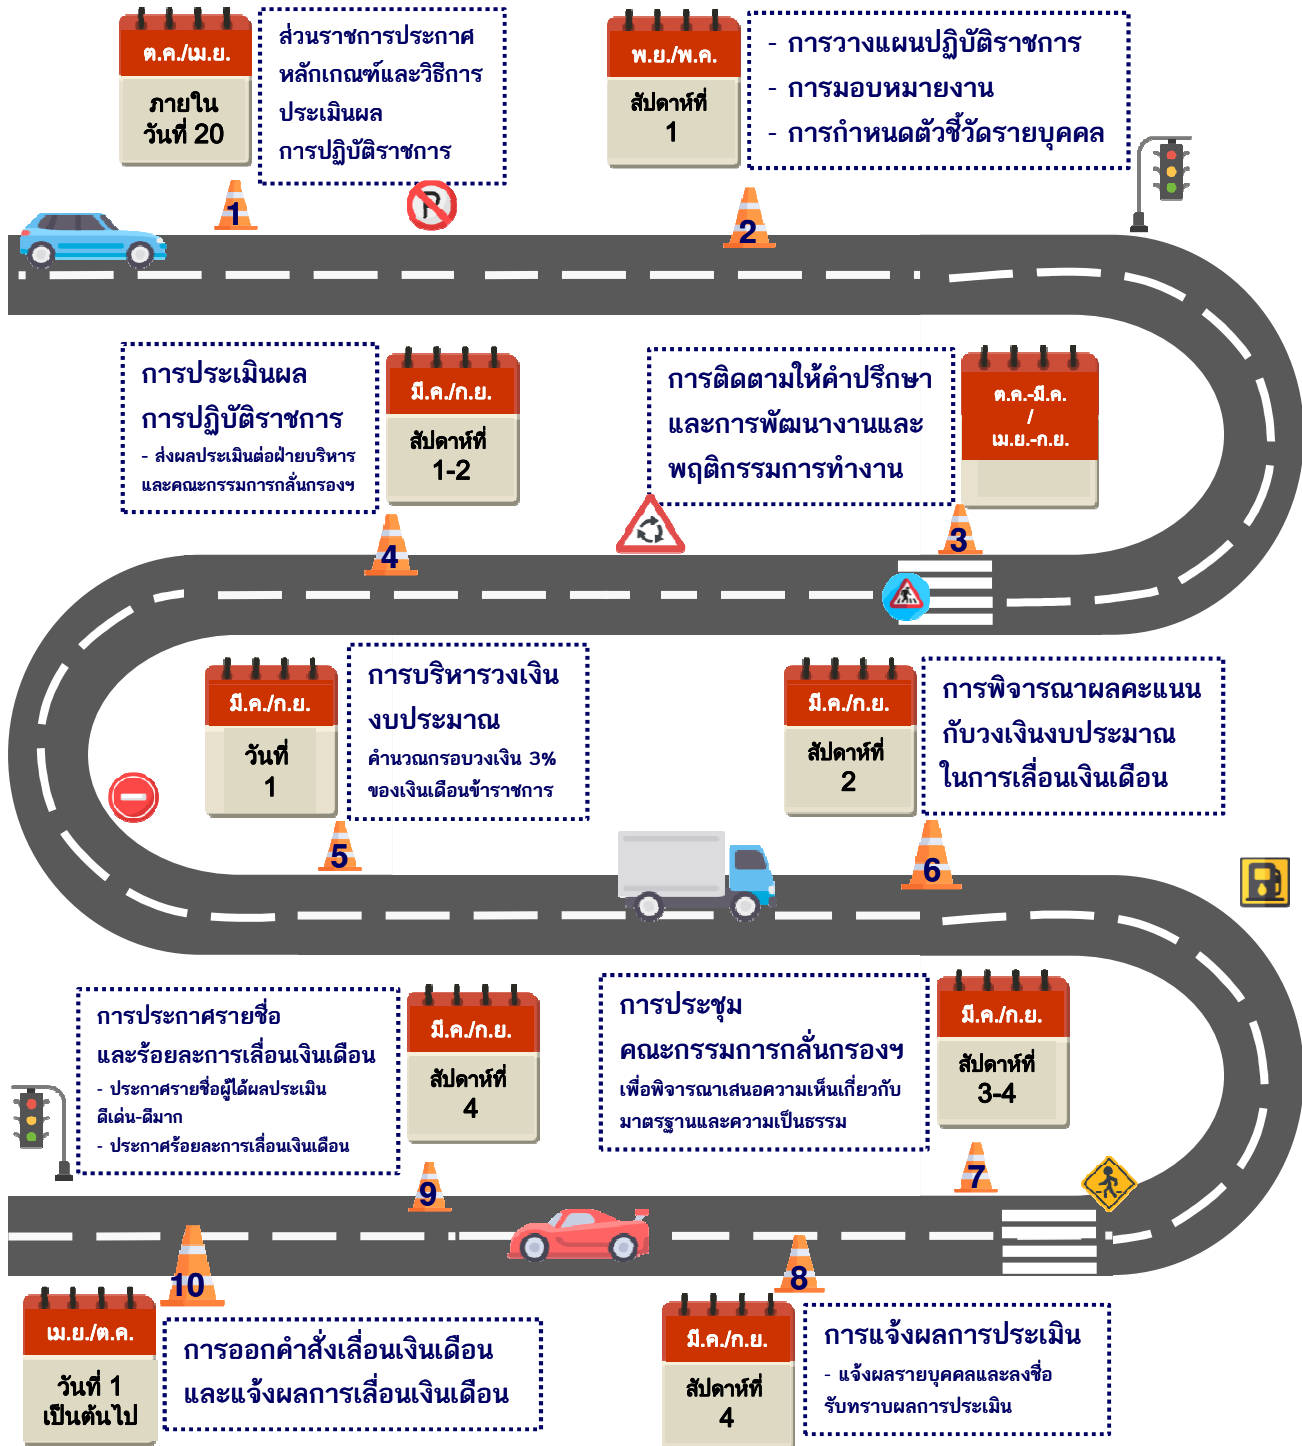 ต.ค./เม.ย.
ภายใน
วันที่ 20
ส่วนราชการประกาศ
หลักเกณฑ์และวิธีการ
ประเมินผล
การปฏิบัติราชการ
1
พ.ย./พ.ค.
สัปดาห์ที่
1
- การวางแผนปฏิบัติราชการ
- การมอบหมายงาน
- การกำหนดตัวชี้วัดรายบุคคล
2
P
การติดตามให้คำปรึกษา
และการพัฒนางานและ
พฤติกรรมการทำงาน
ต.ค.-มี.ค.
/
เม.ย.-ก.ย.
3
การประเมินผล
การปฏิบัติราชการ
- ส่งผลประเมินต่อฝ่ายบริหาร
และคณะกรรมการกลั่นกรองฯ
มี.ค./ก.ย.
สัปดาห์ที่
1-2
4
มี.ค./ก.ย.
วันที่
1
การบริหารวงเงิน
งบประมาณ
คำนวณกรอบวงเงิน 3%
ของเงินเดือนข้าราชการ
5
มี.ค./ก.ย.
สัปดาห์ที่
2
การพิจารณาผลคะแนน
กับวงเงินงบประมาณ
ในการเลื่อนเงินเดือน
6
การประชุม
คณะกรรมการกลั่นกรองฯ
เพื่อพิจารณาเสนอความเห็นเกี่ยวกับ
มาตรฐานและความเป็นธรรม
มี.ค./ก.ย.
สัปดาห์ที่
3-4
7
มี.ค./ก.ย.
สัปดาห์ที่
4
การแจ้งผลการประเมิน
- แจ้งผลรายบุคคลและลงชื่อ
รับทราบผลการประเมิน
8
การประกาศรายชื่อ
และร้อยละการเลื่อนเงินเดือน
- ประกาศรายชื่อผู้ได้ผลประเมิน
ดีเด่น-ดีมาก
- ประกาศร้อยละการเลื่อนเงินเดือน
มี.ค./ก.ย.
สัปดาห์ที่
4
9
10
เม.ย./ต.ค.
วันที่ 1
เป็นต้นไป
การออกคำสั่งเลื่อนเงินเดือน
และแจ้งผลการเลื่อนเงินเดือน